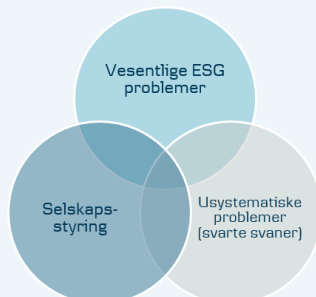 Vesentlige ESG
problemer
Selskaps-
styring
Usystematiske
problemer
(svarte svaner)